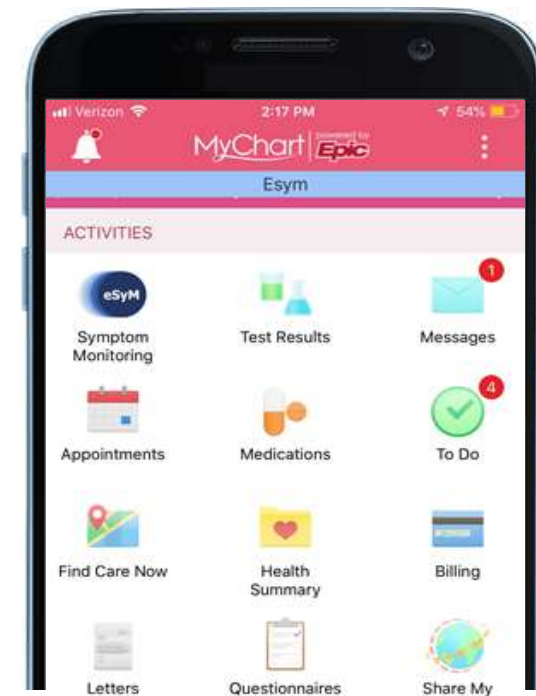 Verizon 2:17 PM 54%
MyChart powered by Epic
Esym
ACTIVITIES
eSyM
1
Symptom Monitoring
Test Results
Messages
4
Appointments
Medications
To Do
Find Care Now
Health Summary
Billing
Letters
Questionnaires
Share My